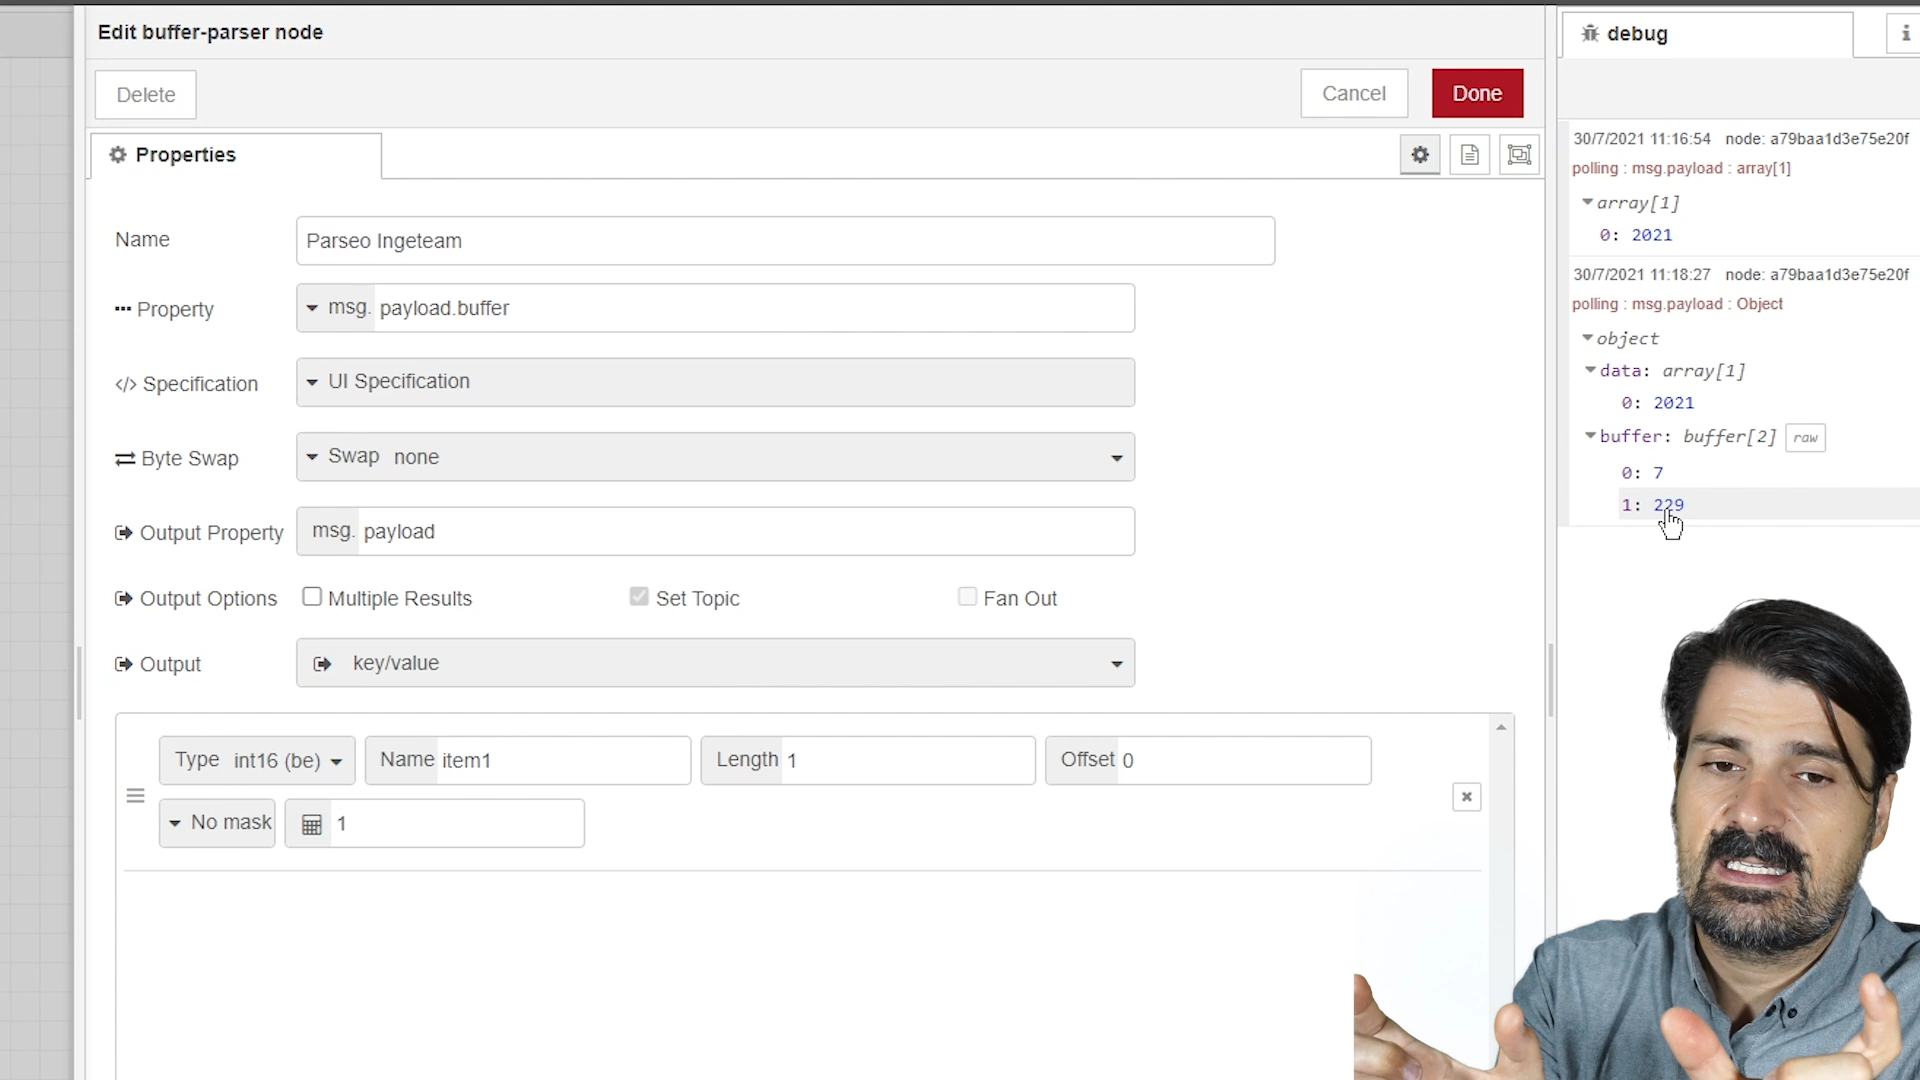 Edit buffer-parser node
Delete
Cancel
Done
Properties
Name Parseo Ingeteam
Property msg. payload.buffer
</> Specification UI Specification
Byte Swap Swap none
Output Property msg. payload
Output Options Multiple Results Set Topic Fan Out
Output key/value
Type int16 (be) Name item1 Length 1 Offset 0
No mask 1
debug
i
30/7/2021 11:16:54 node: a79baa1d3e75e20f
polling : msg.payload : array[1]
array[1]
0: 2021
30/7/2021 11:18:27 node: a79baa1d3e75e20f
polling : msg.payload : Object
object
data: array[1]
0: 2021
buffer: buffer[2] raw
0: 7
1: 229